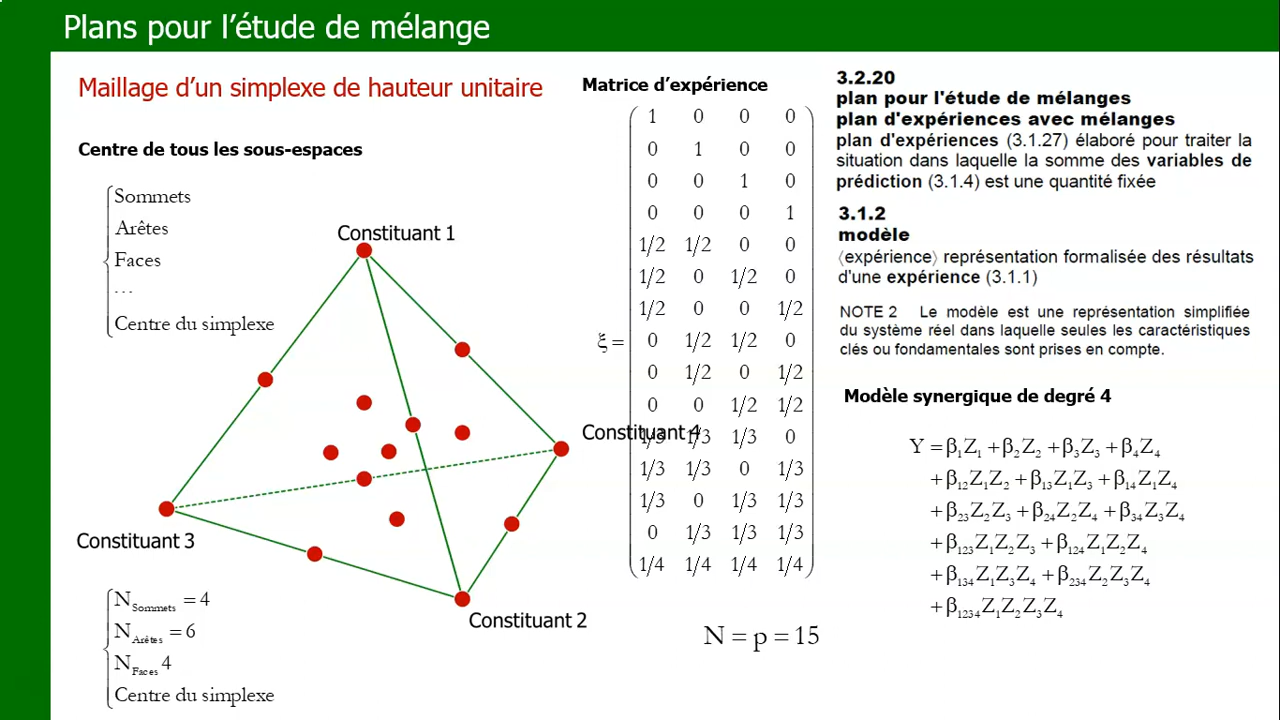 Plans pour l’étude de mélange
Maillage d’un simplexe de hauteur unitaire
Centre de tous les sous-espaces
Sommets
Arêtes
Faces
...
Centre du simplexe
Constituant 1
Constituant 4
Constituant 3
Constituant 2
N_Sommets = 4
N_Arêtes = 6
N_Faces 4
Centre du simplexe
Matrice d’expérience
ξ =
1 0 0 0
0 1 0 0
0 0 1 0
0 0 0 1
1/2 1/2 0 0
1/2 0 1/2 0
1/2 0 0 1/2
0 1/2 1/2 0
0 1/2 0 1/2
0 0 1/2 1/2
1/3 1/3 1/3 0
1/3 1/3 0 1/3
1/3 0 1/3 1/3
0 1/3 1/3 1/3
1/4 1/4 1/4 1/4
N = p = 15
3.2.20
plan pour l'étude de mélanges
plan d'expériences avec mélanges
plan d'expériences (3.1.27) élaboré pour traiter la
situation dans laquelle la somme des variables de
prédiction (3.1.4) est une quantité fixée
3.1.2
modèle
〈expérience〉 représentation formalisée des résultats
d'une expérience (3.1.1)
NOTE 2 Le modèle est une représentation simplifiée
du système réel dans laquelle seules les caractéristiques
clés ou fondamentales sont prises en compte.
Modèle synergique de degré 4
Y = β₁Z₁ + β₂Z₂ + β₃Z₃ + β₄Z₄
+ β₁₂Z₁Z₂ + β₁₃Z₁Z₃ + β₁₄Z₁Z₄
+ β₂₃Z₂Z₃ + β₂₄Z₂Z₄ + β₃₄Z₃Z₄
+ β₁₂₃Z₁Z₂Z₃ + β₁₂₄Z₁Z₂Z₄
+ β₁₃₄Z₁Z₃Z₄ + β₂₃₄Z₂Z₃Z₄
+ β₁₂₃₄Z₁Z₂Z₃Z₄